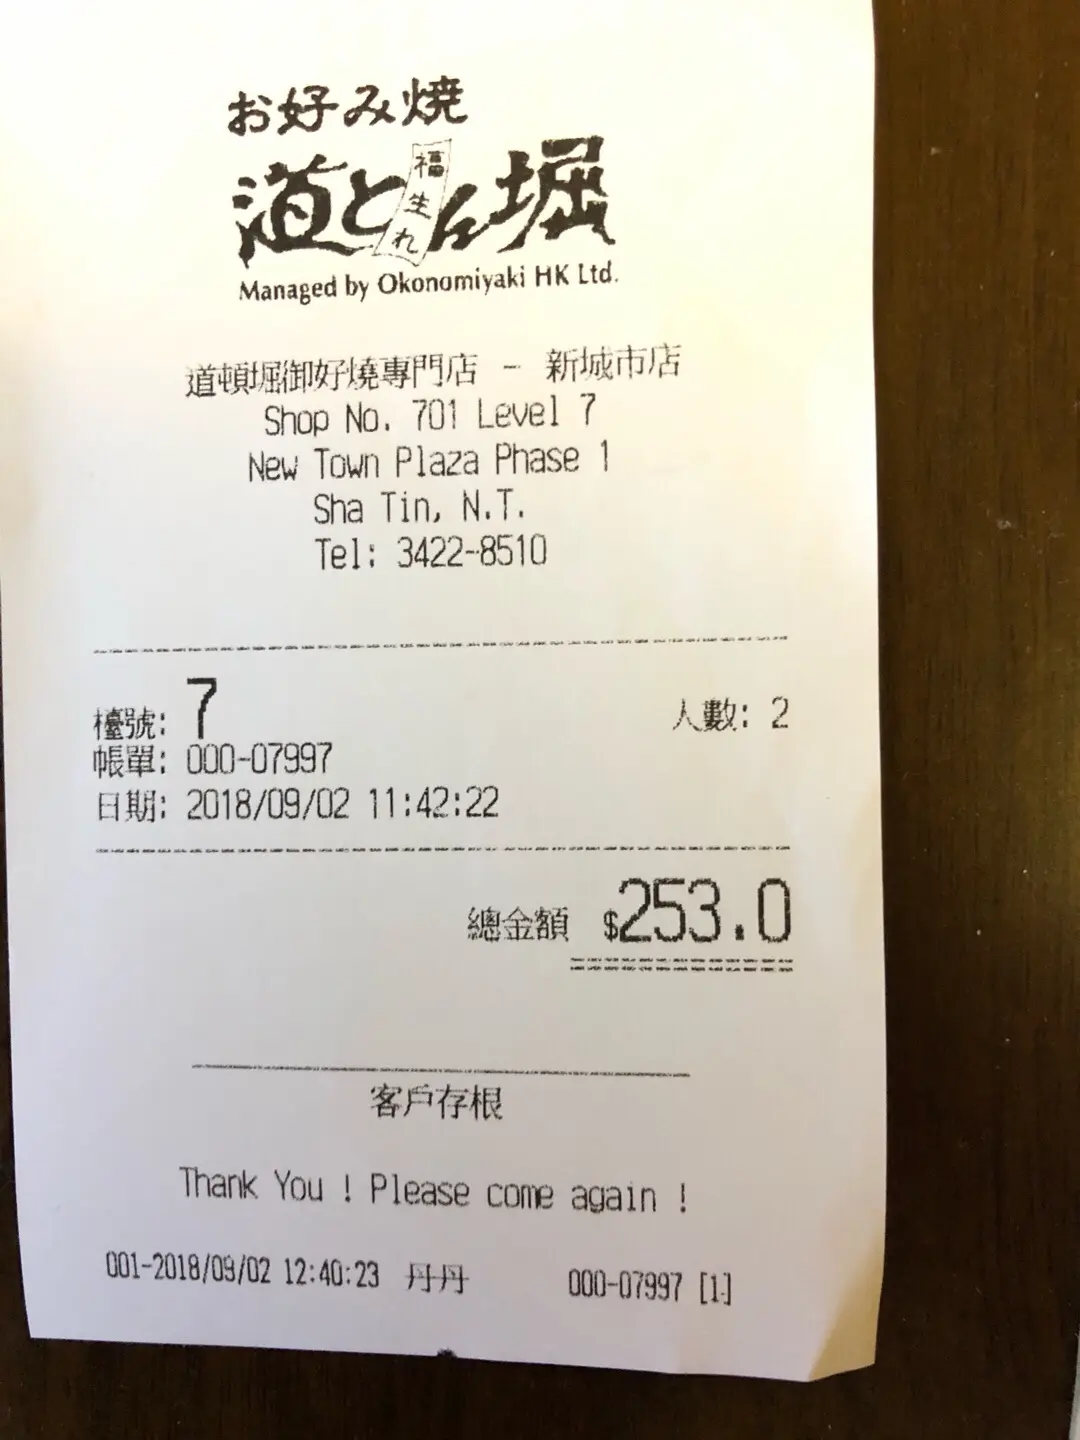 お好み焼
道とん堀
福生れ
Managed by Okonomiyaki HK Ltd.
道頓堀御好燒專門店 - 新城市店
Shop No. 701 Level 7
New Town Plaza Phase 1
Sha Tin, N.T.
Tel: 3422-8510
檯號: 7 人數: 2
帳單: 000-07997
日期: 2018/09/02 11:42:22
總金額 $253.0
客戶存根
Thank You ! Please come again !
001-2018/09/02 12:40:23 丹丹 000-07997 [1]